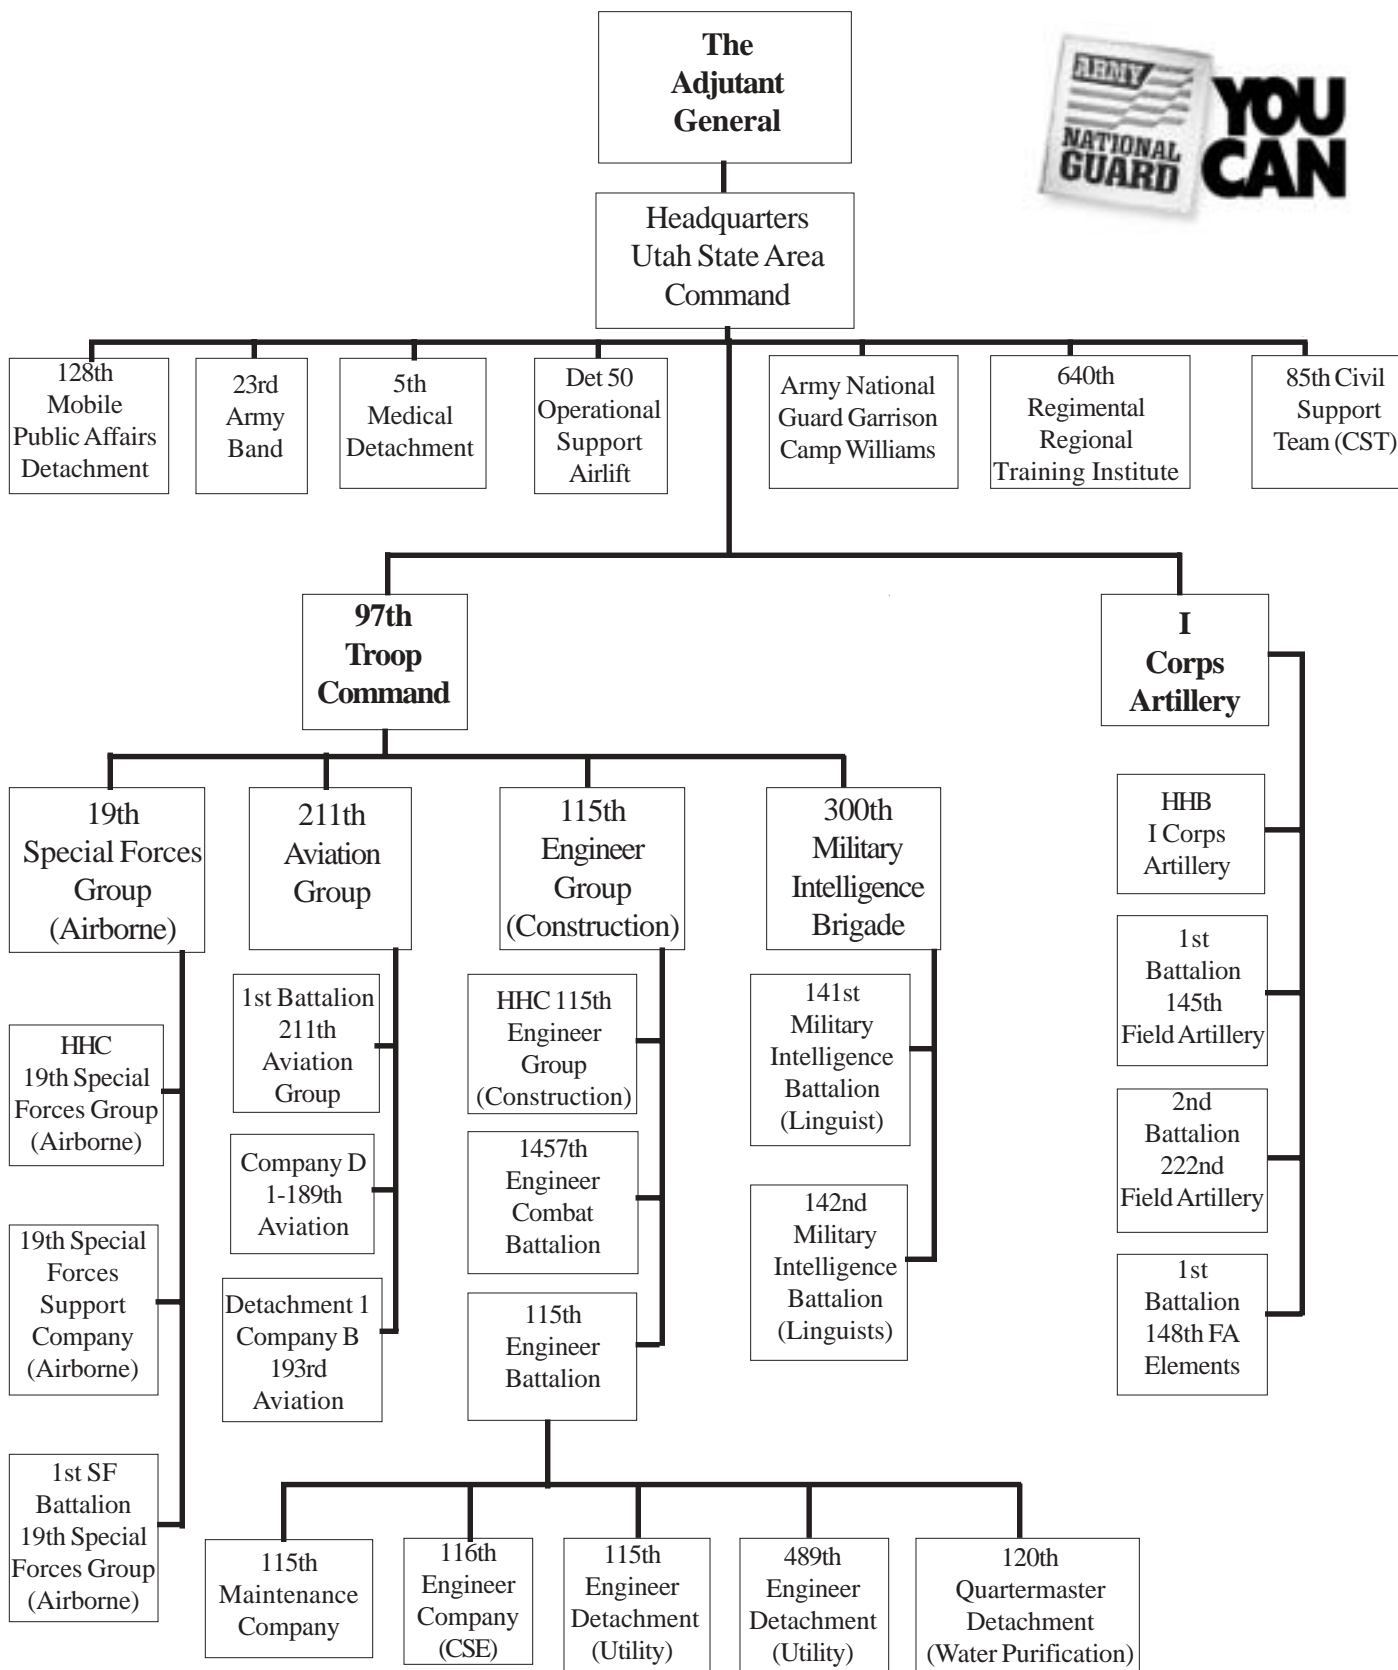 The
Adjutant
General
ARMY
NATIONAL
GUARD
YOU
CAN
Headquarters
Utah State Area
Command
128th
Mobile
Public Affairs
Detachment
23rd
Army
Band
5th
Medical
Detachment
Det 50
Operational
Support
Airlift
Army National
Guard Garrison
Camp Williams
640th
Regimental
Regional
Training Institute
85th Civil
Support
Team (CST)
97th
Troop
Command
I
Corps
Artillery
19th
Special Forces
Group
(Airborne)
211th
Aviation
Group
115th
Engineer
Group
(Construction)
300th
Military
Intelligence
Brigade
HHC
19th Special
Forces Group
(Airborne)
19th Special
Forces
Support
Company
(Airborne)
1st SF
Battalion
19th Special
Forces Group
(Airborne)
1st Battalion
211th
Aviation
Group
Company D
1-189th
Aviation
Detachment 1
Company B
193rd
Aviation
HHC 115th
Engineer
Group
(Construction)
1457th
Engineer
Combat
Battalion
115th
Engineer
Battalion
141st
Military
Intelligence
Battalion
(Linguist)
142nd
Military
Intelligence
Battalion
(Linguists)
HHB
I Corps
Artillery
1st
Battalion
145th
Field Artillery
2nd
Battalion
222nd
Field Artillery
1st
Battalion
148th FA
Elements
115th
Maintenance
Company
116th
Engineer
Company
(CSE)
115th
Engineer
Detachment
(Utility)
489th
Engineer
Detachment
(Utility)
120th
Quartermaster
Detachment
(Water Purification)